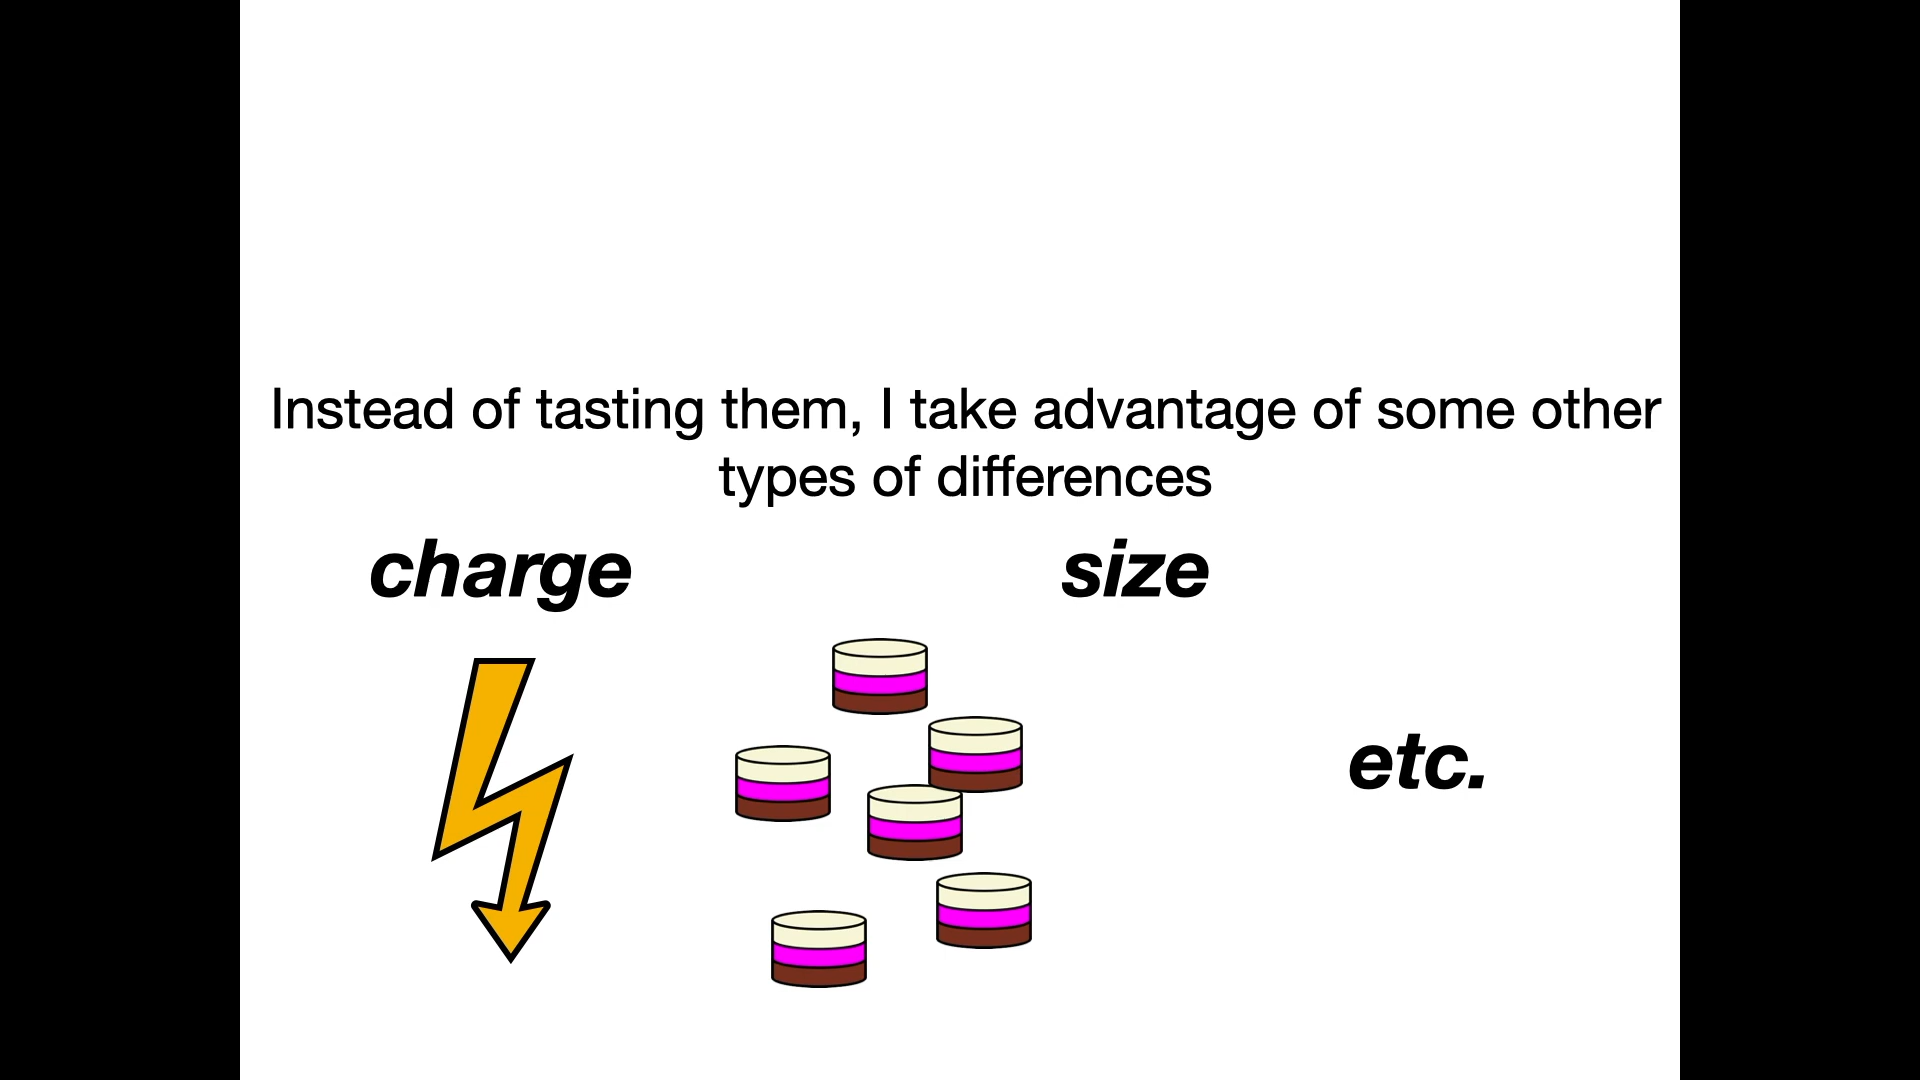 Instead of tasting them, I take advantage of some other
types of differences
charge
size
etc.